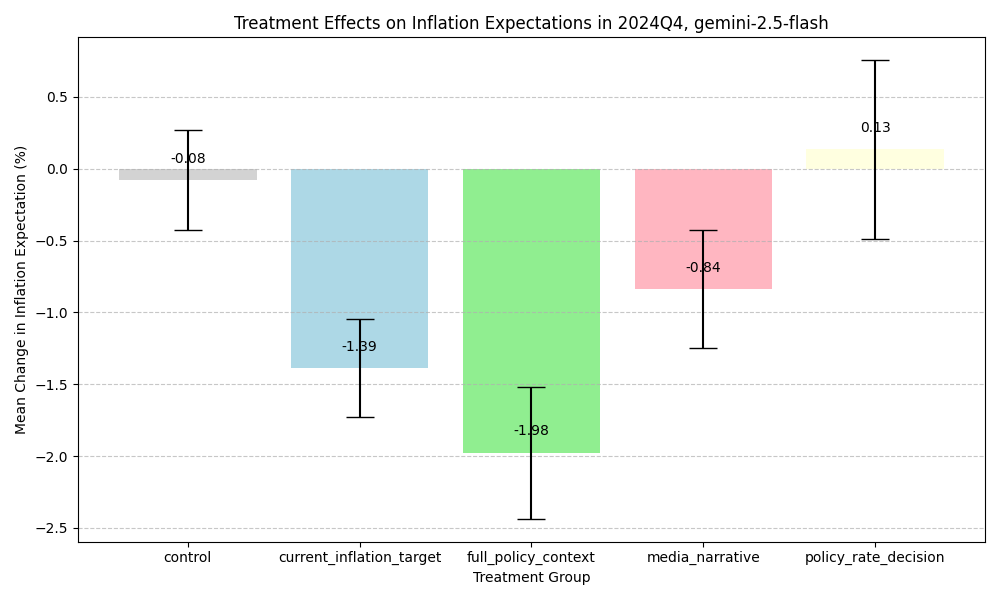 Treatment Effects on Inflation Expectations in 2024Q4, gemini-2.5-flash
Mean Change in Inflation Expectation (%)
0.5
0.0
−0.5
−1.0
−1.5
−2.0
−2.5
-0.08
-1.39
-1.98
-0.84
0.13
control
current_inflation_target
full_policy_context
media_narrative
policy_rate_decision
Treatment Group